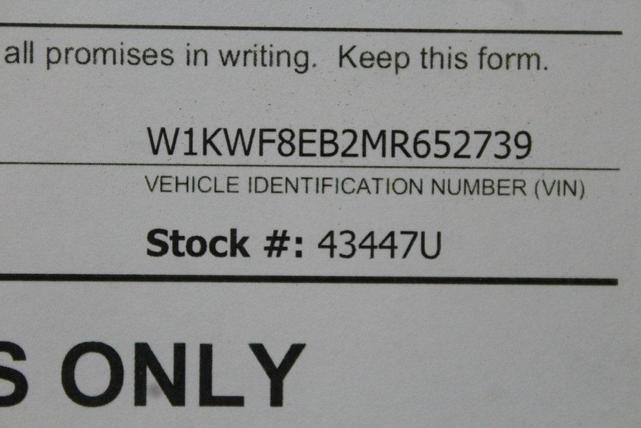 all promises in writing. Keep this form.
W1KWF8EB2MR652739
VEHICLE IDENTIFICATION NUMBER (VIN)
Stock #: 43447U
S ONLY